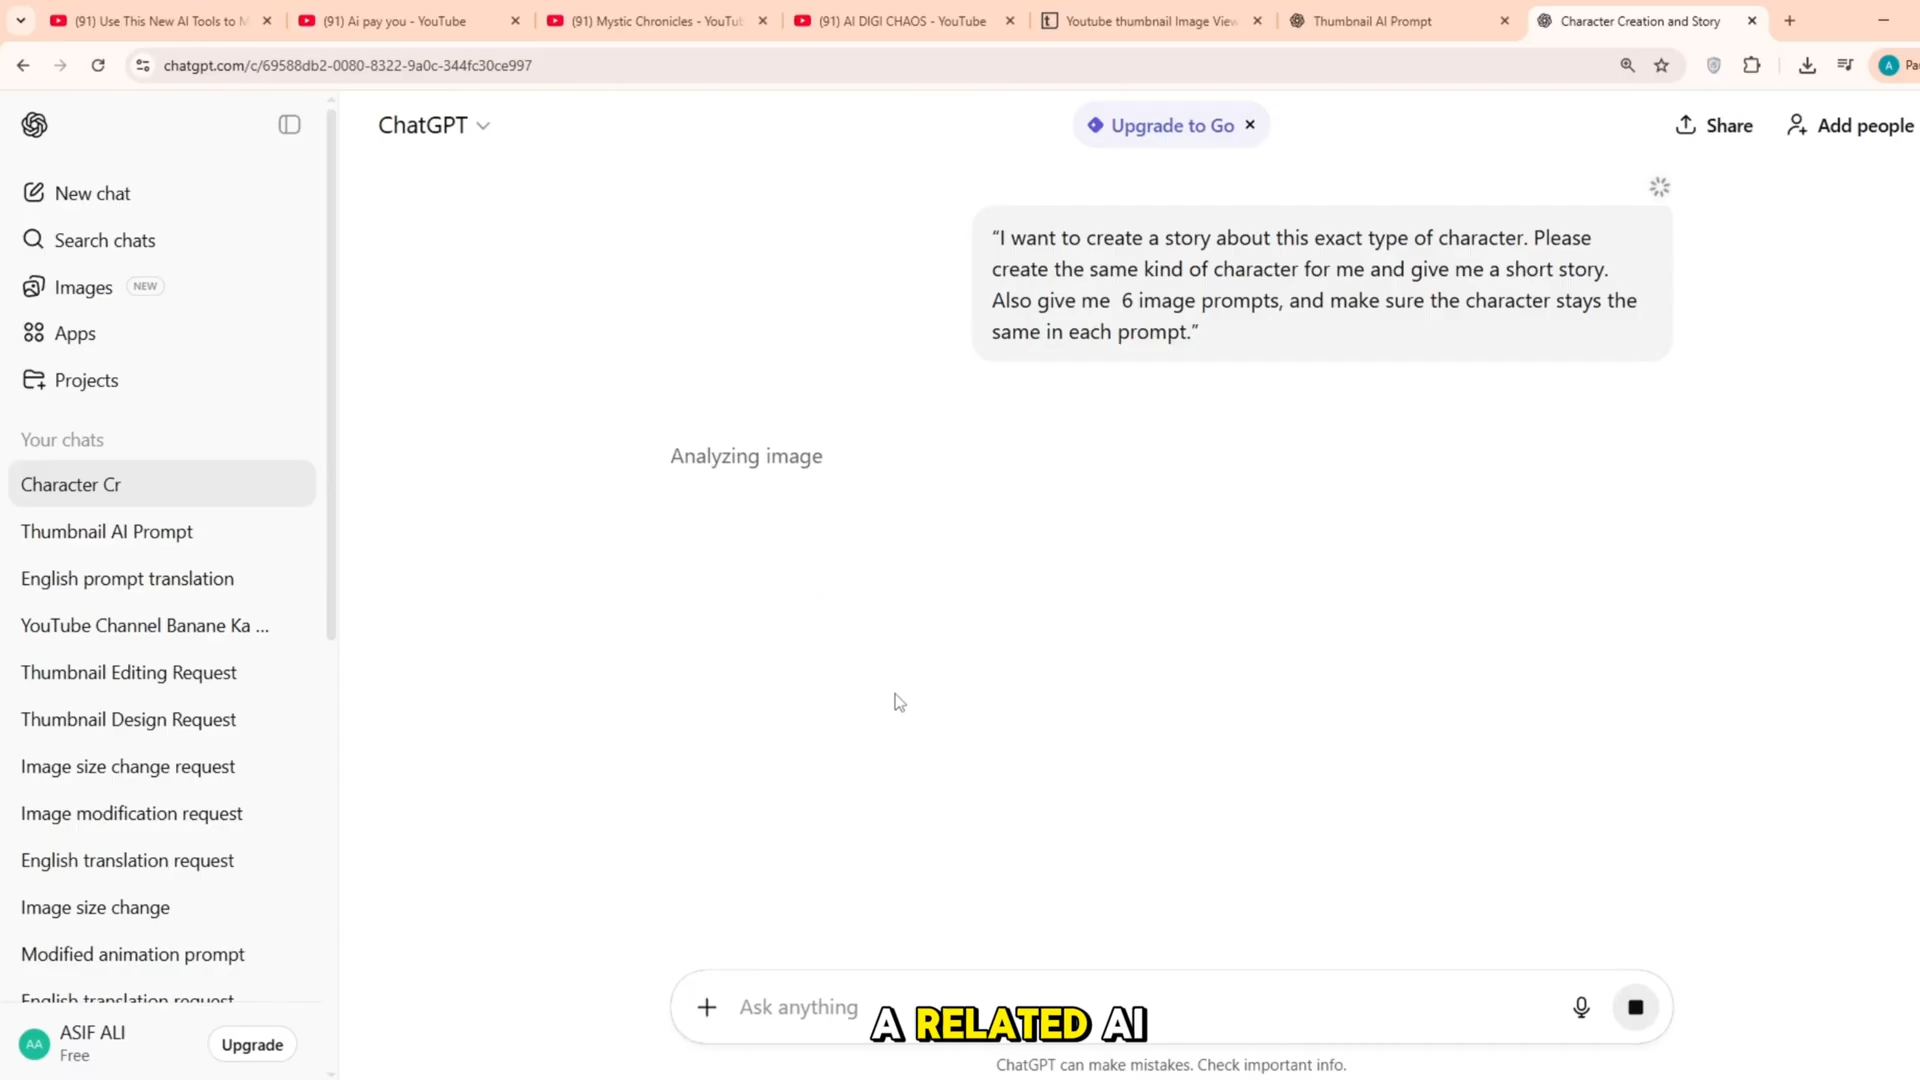 (91) Use This New AI Tools to M
(91) Ai pay you - YouTube
(91) Mystic Chronicles - YouTub
(91) AI DIGI CHAOS - YouTube
Youtube thumbnail Image View
Thumbnail AI Prompt
Character Creation and Story
chatgpt.com/c/69588db2-0080-8322-9a0c-344fc30ce997
A
Pau
ChatGPT
Upgrade to Go
Share
Add people
New chat
Search chats
Images NEW
Apps
Projects
Your chats
Character Cr
Thumbnail AI Prompt
English prompt translation
YouTube Channel Banane Ka ...
Thumbnail Editing Request
Thumbnail Design Request
Image size change request
Image modification request
English translation request
Image size change
Modified animation prompt
English translation request
AA
ASIF ALI
Free
Upgrade
“I want to create a story about this exact type of character. Please
create the same kind of character for me and give me a short story.
Also give me  6 image prompts, and make sure the character stays the
same in each prompt.”
Analyzing image
Ask anything
A RELATED AI
ChatGPT can make mistakes. Check important info.